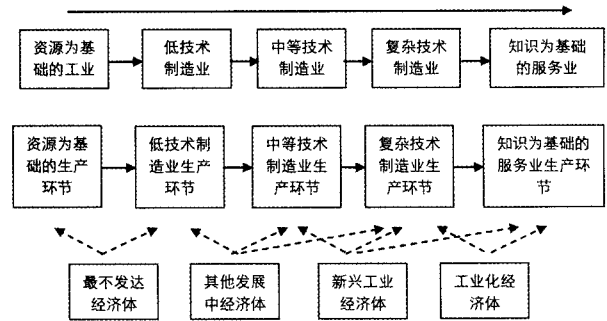 资源为基
础的工业
低技术
制造业
中等技术
制造业
复杂技术
制造业
知识为基础
的服务业
资源为基
础的生产
环节
低技术制
造业生产
环节
中等技术
制造业生
产环节
复杂技术
制造业生
产环节
知识为基础的
服务业生产环
节
最不发达
经济体
其他发展
中经济体
新兴工业
经济体
工业化经
济体